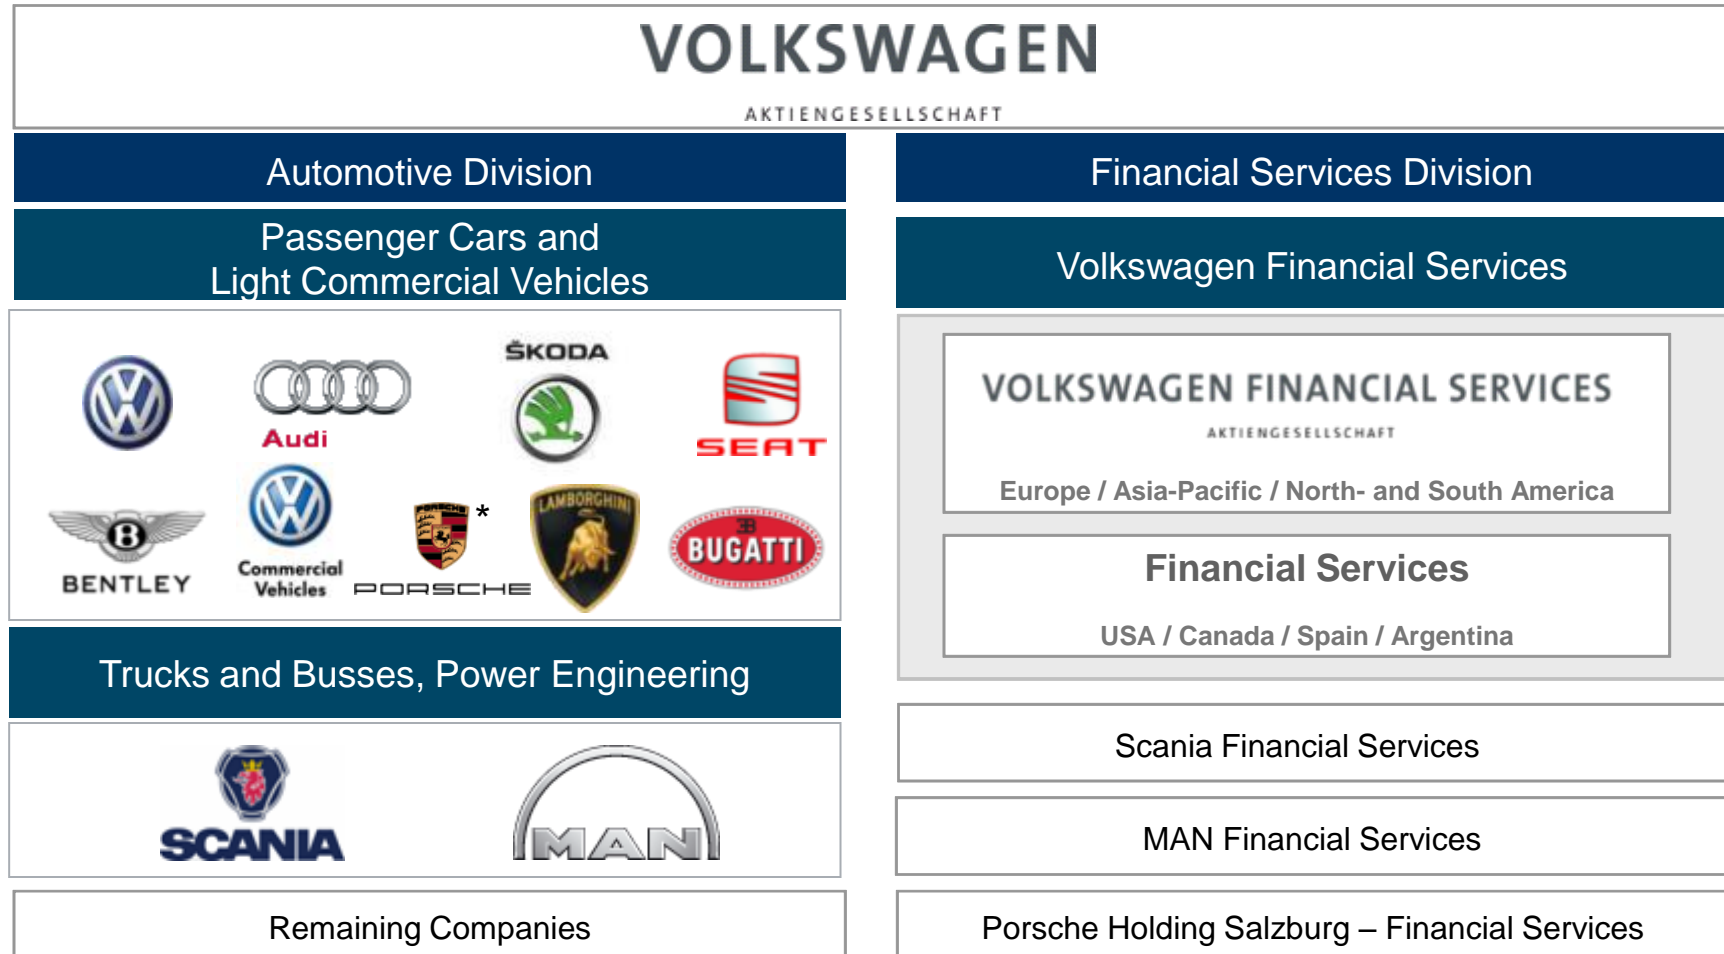 VOLKSWAGEN
AKTIENGESELLSCHAFT
Automotive Division
Passenger Cars and
Light Commercial Vehicles
ŠKODA
Audi
SEAT
BENTLEY
Commercial
Vehicles
PORSCHE
*
PORSCHE
LAMBORGHINI
BUGATTI
Trucks and Busses, Power Engineering
SCANIA
MAN
Remaining Companies
Financial Services Division
Volkswagen Financial Services
VOLKSWAGEN FINANCIAL SERVICES
AKTIENGESELLSCHAFT
Europe / Asia-Pacific / North- and South America
Financial Services
USA / Canada / Spain / Argentina
Scania Financial Services
MAN Financial Services
Porsche Holding Salzburg – Financial Services